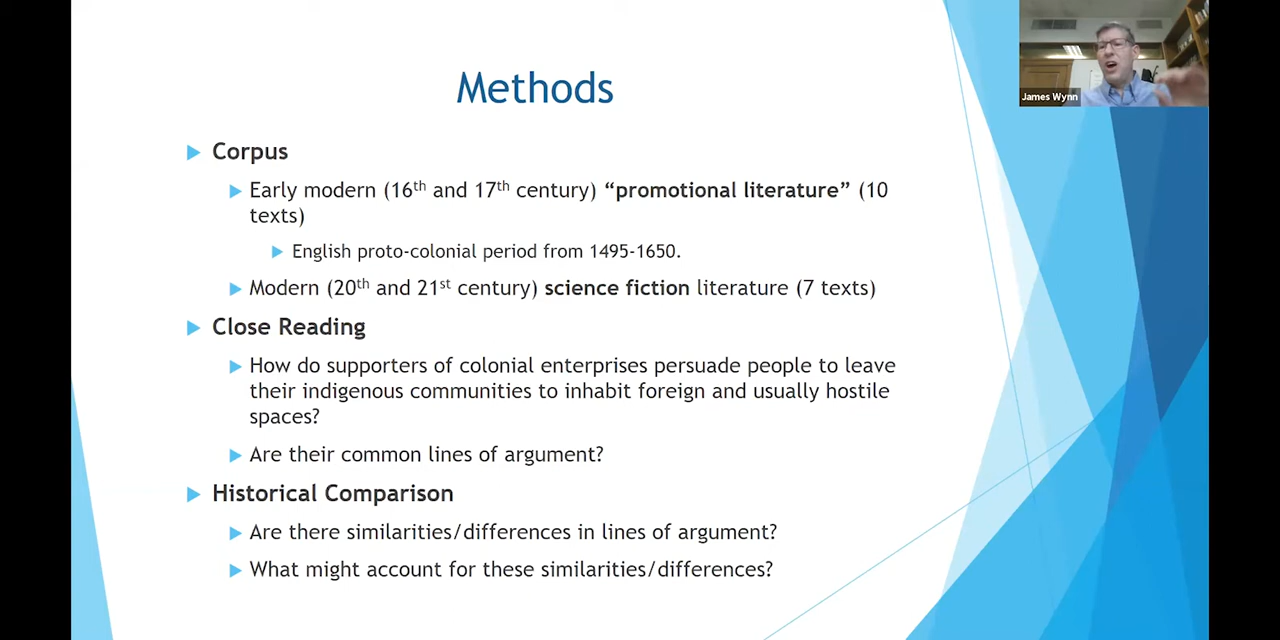 Methods
James Wynn
Corpus
Early modern (16th and 17th century) “promotional literature” (10
texts)
English proto-colonial period from 1495-1650.
Modern (20th and 21st century) science fiction literature (7 texts)
Close Reading
How do supporters of colonial enterprises persuade people to leave
their indigenous communities to inhabit foreign and usually hostile
spaces?
Are their common lines of argument?
Historical Comparison
Are there similarities/differences in lines of argument?
What might account for these similarities/differences?